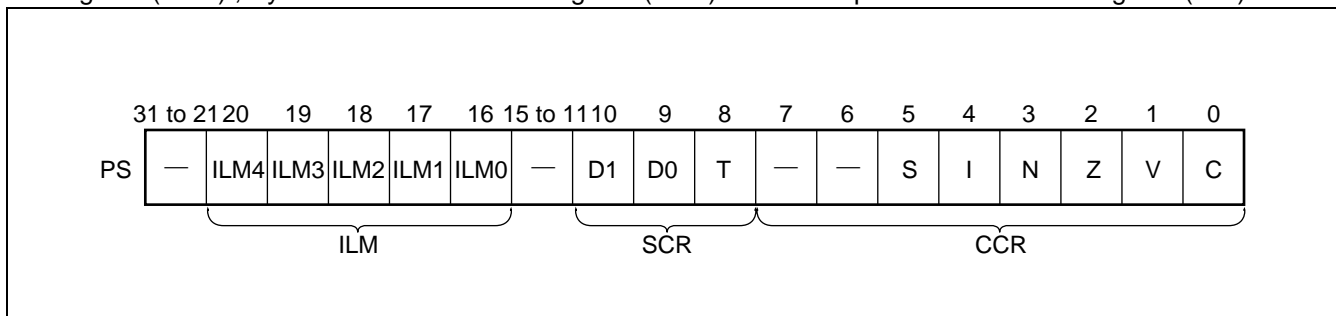 31 to 21 20 19 18 17 16 15 to 11 10 9 8 7 6 5 4 3 2 1 0
PS — ILM4 ILM3 ILM2 ILM1 ILM0 — D1 D0 T — — S I N Z V C
ILM SCR CCR